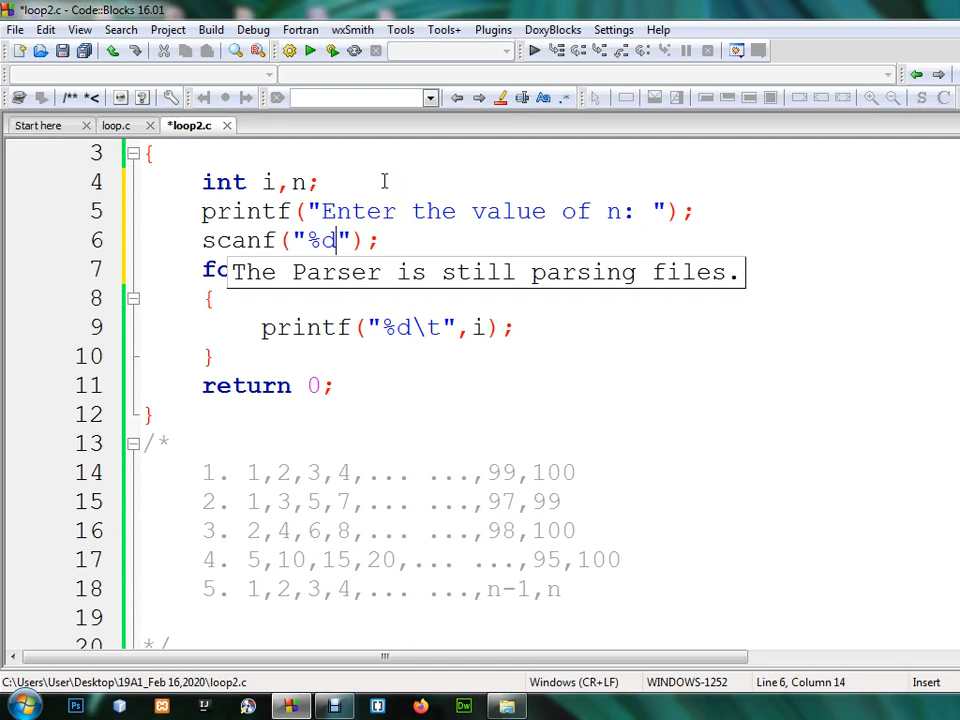 *loop2.c - Code::Blocks 16.01
File Edit View Search Project Build Debug Fortran wxSmith Tools Tools+ Plugins DoxyBlocks Settings Help
/** *<
Start here loop.c *loop2.c
3 {
4 int i,n;
5 printf("Enter the value of n: ");
6 scanf("%d");
7 fo
The Parser is still parsing files.
8 {
9 printf("%d\t",i);
10 }
11 return 0;
12 }
13 /*
14 1. 1,2,3,4,... ...,99,100
15 2. 1,3,5,7,... ...,97,99
16 3. 2,4,6,8,... ...,98,100
17 4. 5,10,15,20,... ...,95,100
18 5. 1,2,3,4,... ...,n-1,n
19
20 */
C:\Users\User\Desktop\19A1_Feb 16,2020\loop2.c Windows (CR+LF) WINDOWS-1252 Line 6, Column 14 Insert